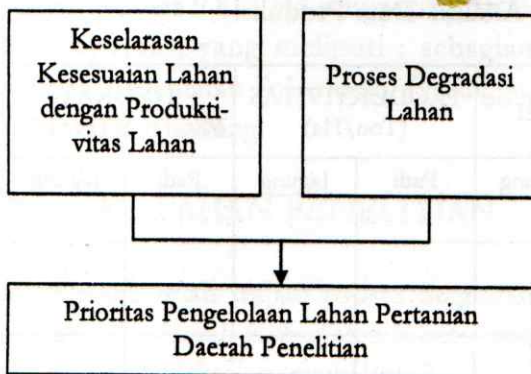 Keselarasan
Kesesuaian Lahan
dengan Produkti-
vitas Lahan
Proses Degradasi
Lahan
Prioritas Pengelolaan Lahan Pertanian
Daerah Penelitian